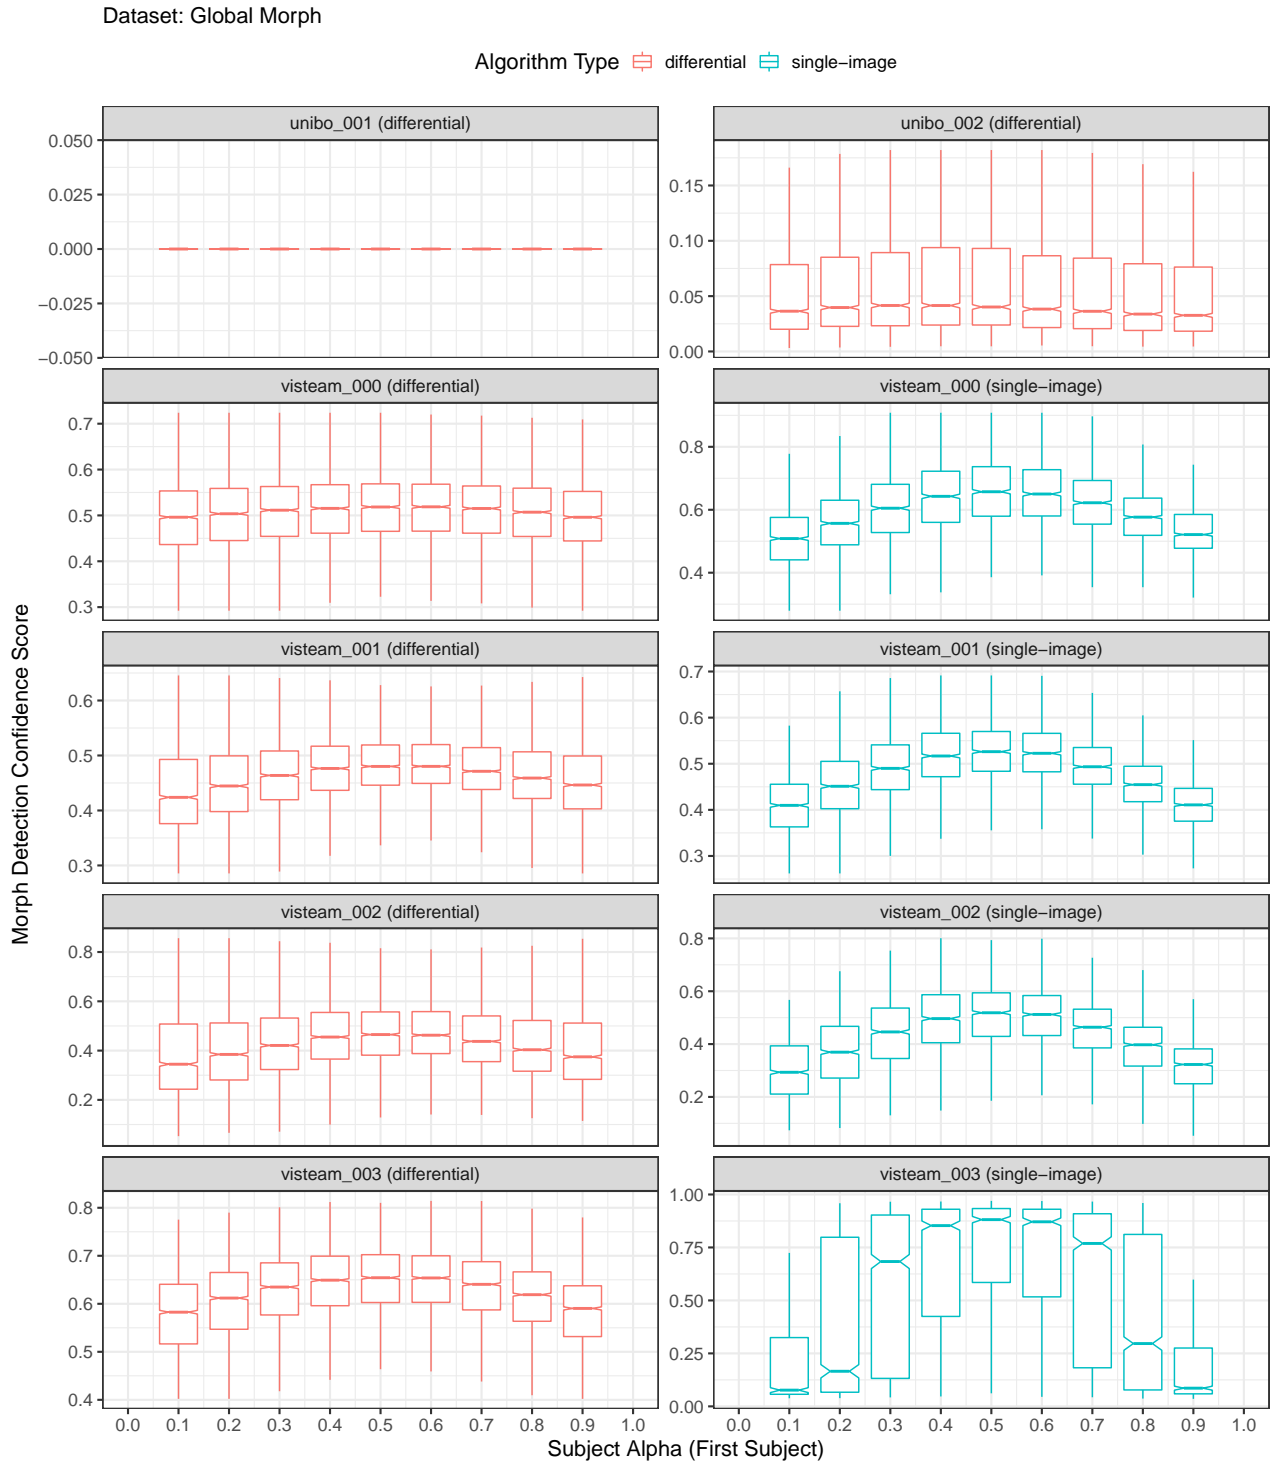 Dataset: Global Morph
Algorithm Type differential single−image
unibo_001 (differential)
0.050
0.025
0.000
−0.025
−0.050
unibo_002 (differential)
0.15
0.10
0.05
0.00
visteam_000 (differential)
0.7
0.6
0.5
0.4
0.3
visteam_000 (single−image)
0.8
0.6
0.4
Morph Detection Confidence Score
visteam_001 (differential)
0.6
0.5
0.4
0.3
visteam_001 (single−image)
0.7
0.6
0.5
0.4
0.3
visteam_002 (differential)
0.8
0.6
0.4
0.2
visteam_002 (single−image)
0.8
0.6
0.4
0.2
visteam_003 (differential)
0.8
0.7
0.6
0.5
0.4
visteam_003 (single−image)
1.00
0.75
0.50
0.25
0.00
0.0 0.1 0.2 0.3 0.4 0.5 0.6 0.7 0.8 0.9 1.0
0.0 0.1 0.2 0.3 0.4 0.5 0.6 0.7 0.8 0.9 1.0
Subject Alpha (First Subject)